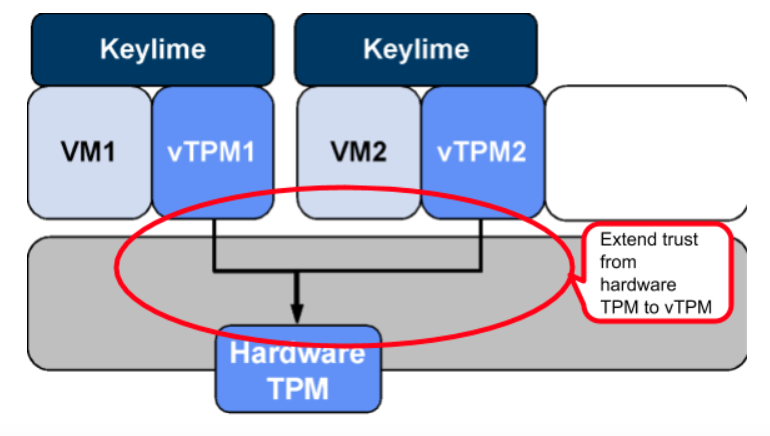 Keylime
Keylime
VM1
vTPM1
VM2
vTPM2
Extend trust
from
hardware
TPM to vTPM
Hardware
TPM